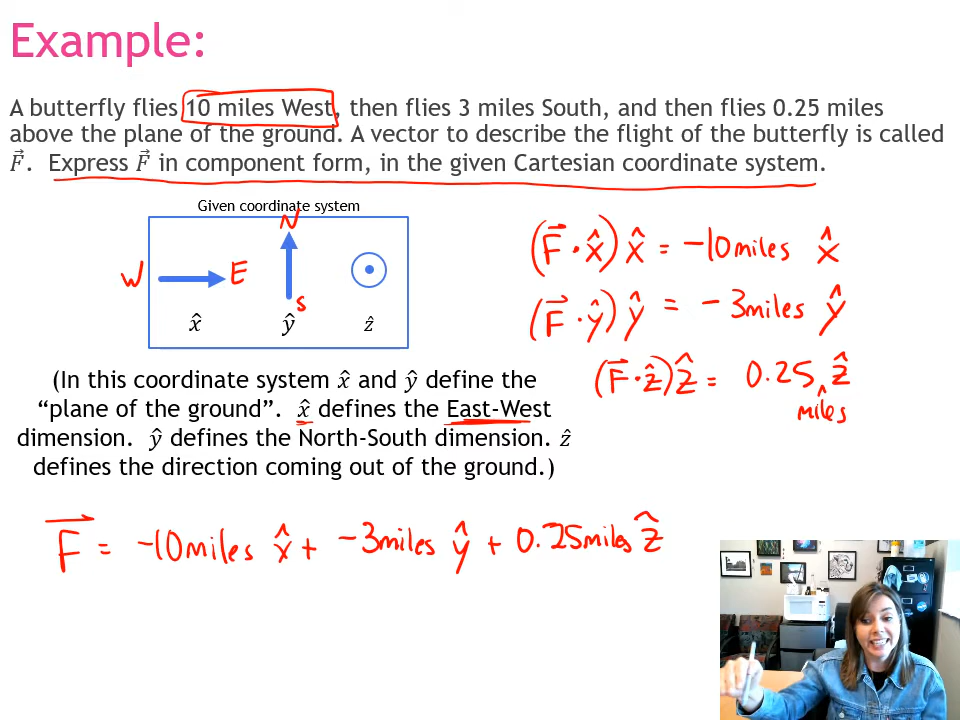 Example:
A butterfly flies 10 miles West, then flies 3 miles South, and then flies 0.25 miles
above the plane of the ground. A vector to describe the flight of the butterfly is called
F⃗. Express F⃗ in component form, in the given Cartesian coordinate system.
Given coordinate system
N
W E
S
x̂ ŷ ẑ
(F⃗ · x̂) x̂ = -10 miles x̂
(F⃗ · ŷ) ŷ = -3 miles ŷ
(F⃗ · ẑ) ẑ = 0.25 ẑ
^
miles
(In this coordinate system x̂ and ŷ define the
“plane of the ground”. x̂ defines the East-West
dimension. ŷ defines the North-South dimension. ẑ
defines the direction coming out of the ground.)
F⃗ = -10 miles x̂ + -3 miles ŷ + 0.25 miles ẑ